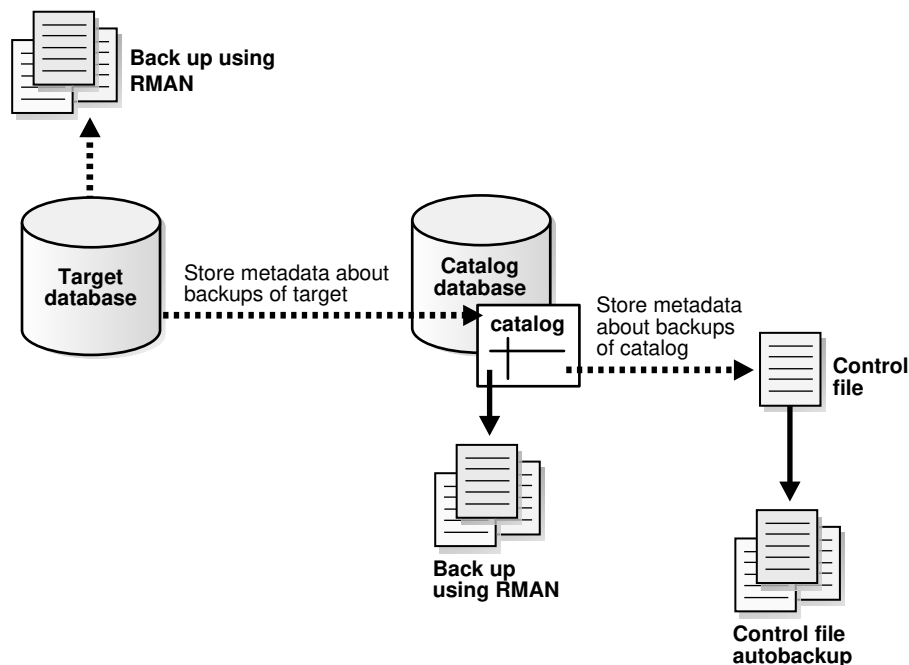 Back up using
RMAN
Target
database
Store metadata about
backups of target
Catalog
database
catalog
Store metadata
about backups
of catalog
Control
file
Back up
using RMAN
Control file
autobackup